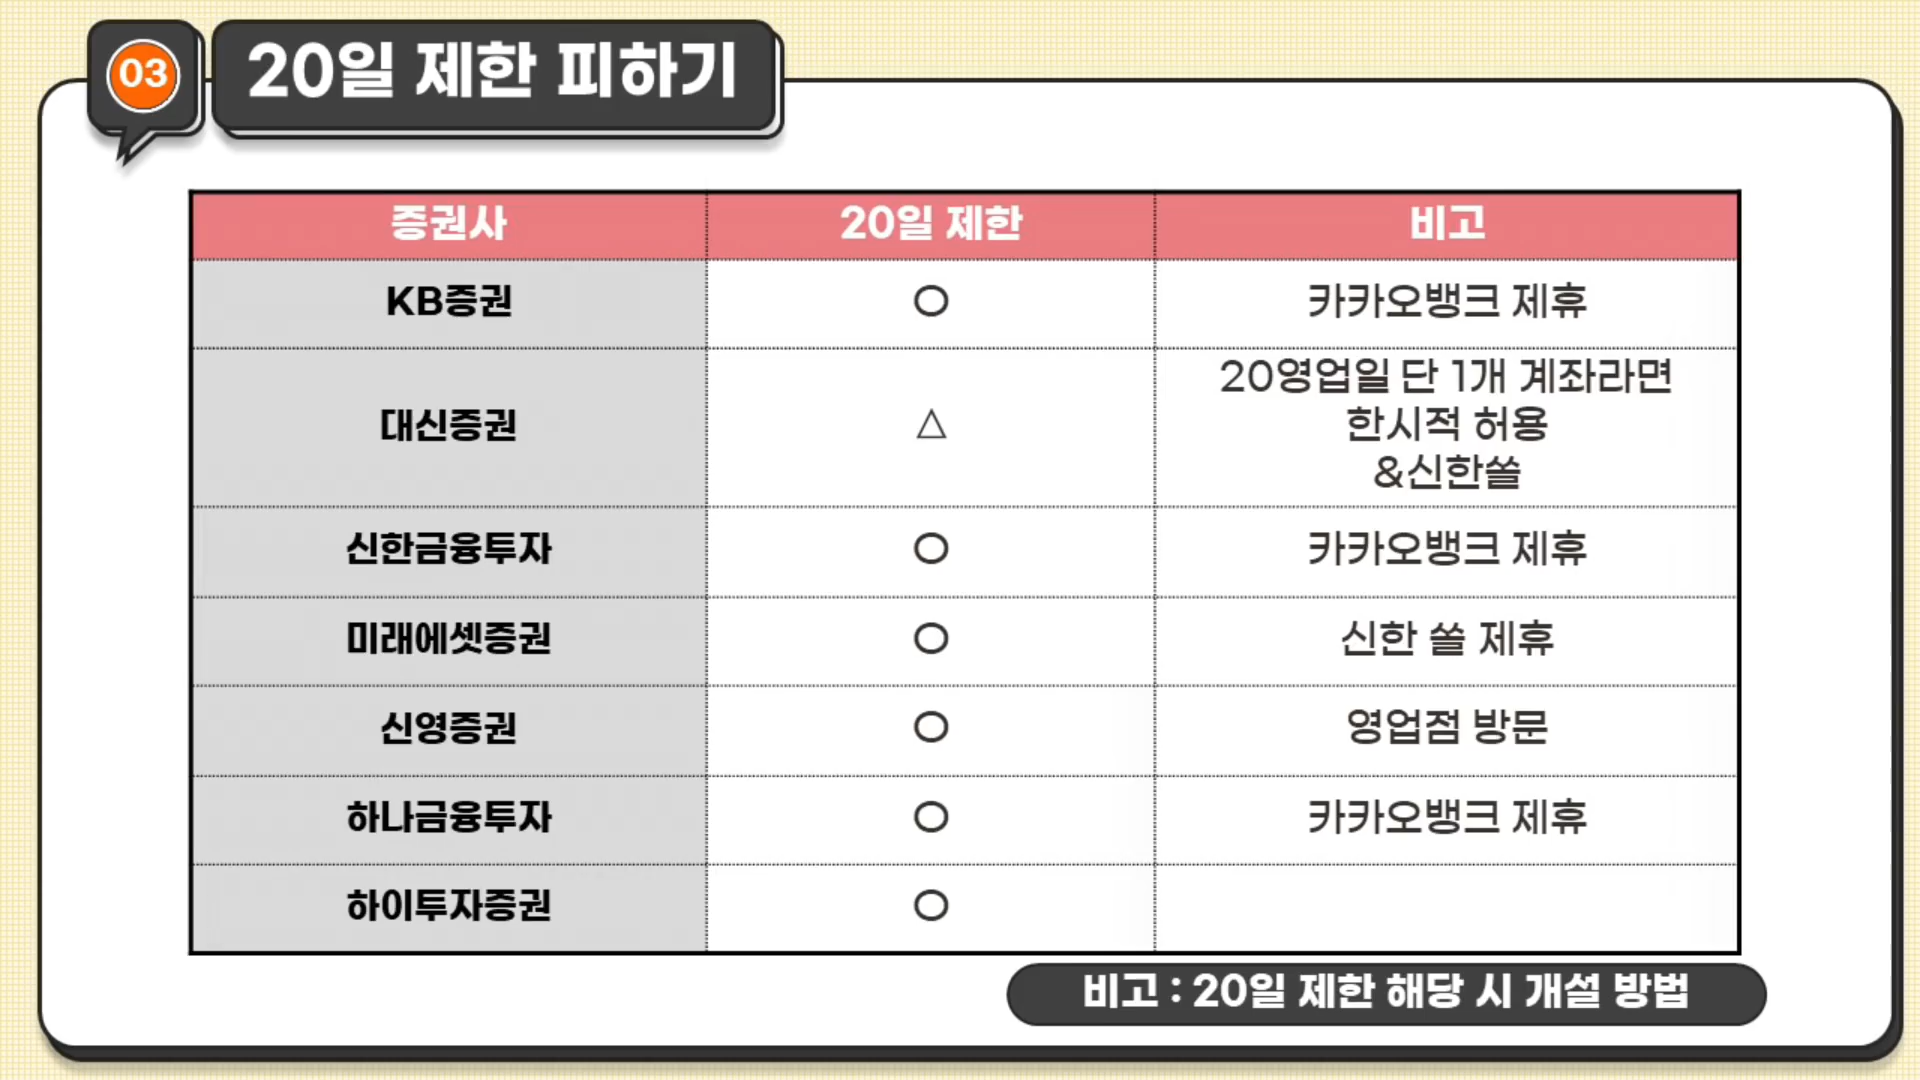 03
20일 제한 피하기
증권사 20일 제한 비고
KB증권 ○ 카카오뱅크 제휴
대신증권 △ 20영업일 단 1개 계좌라면
한시적 허용
&신한쏠
신한금융투자 ○ 카카오뱅크 제휴
미래에셋증권 ○ 신한 쏠 제휴
신영증권 ○ 영업점 방문
하나금융투자 ○ 카카오뱅크 제휴
하이투자증권 ○
비고 : 20일 제한 해당 시 개설 방법